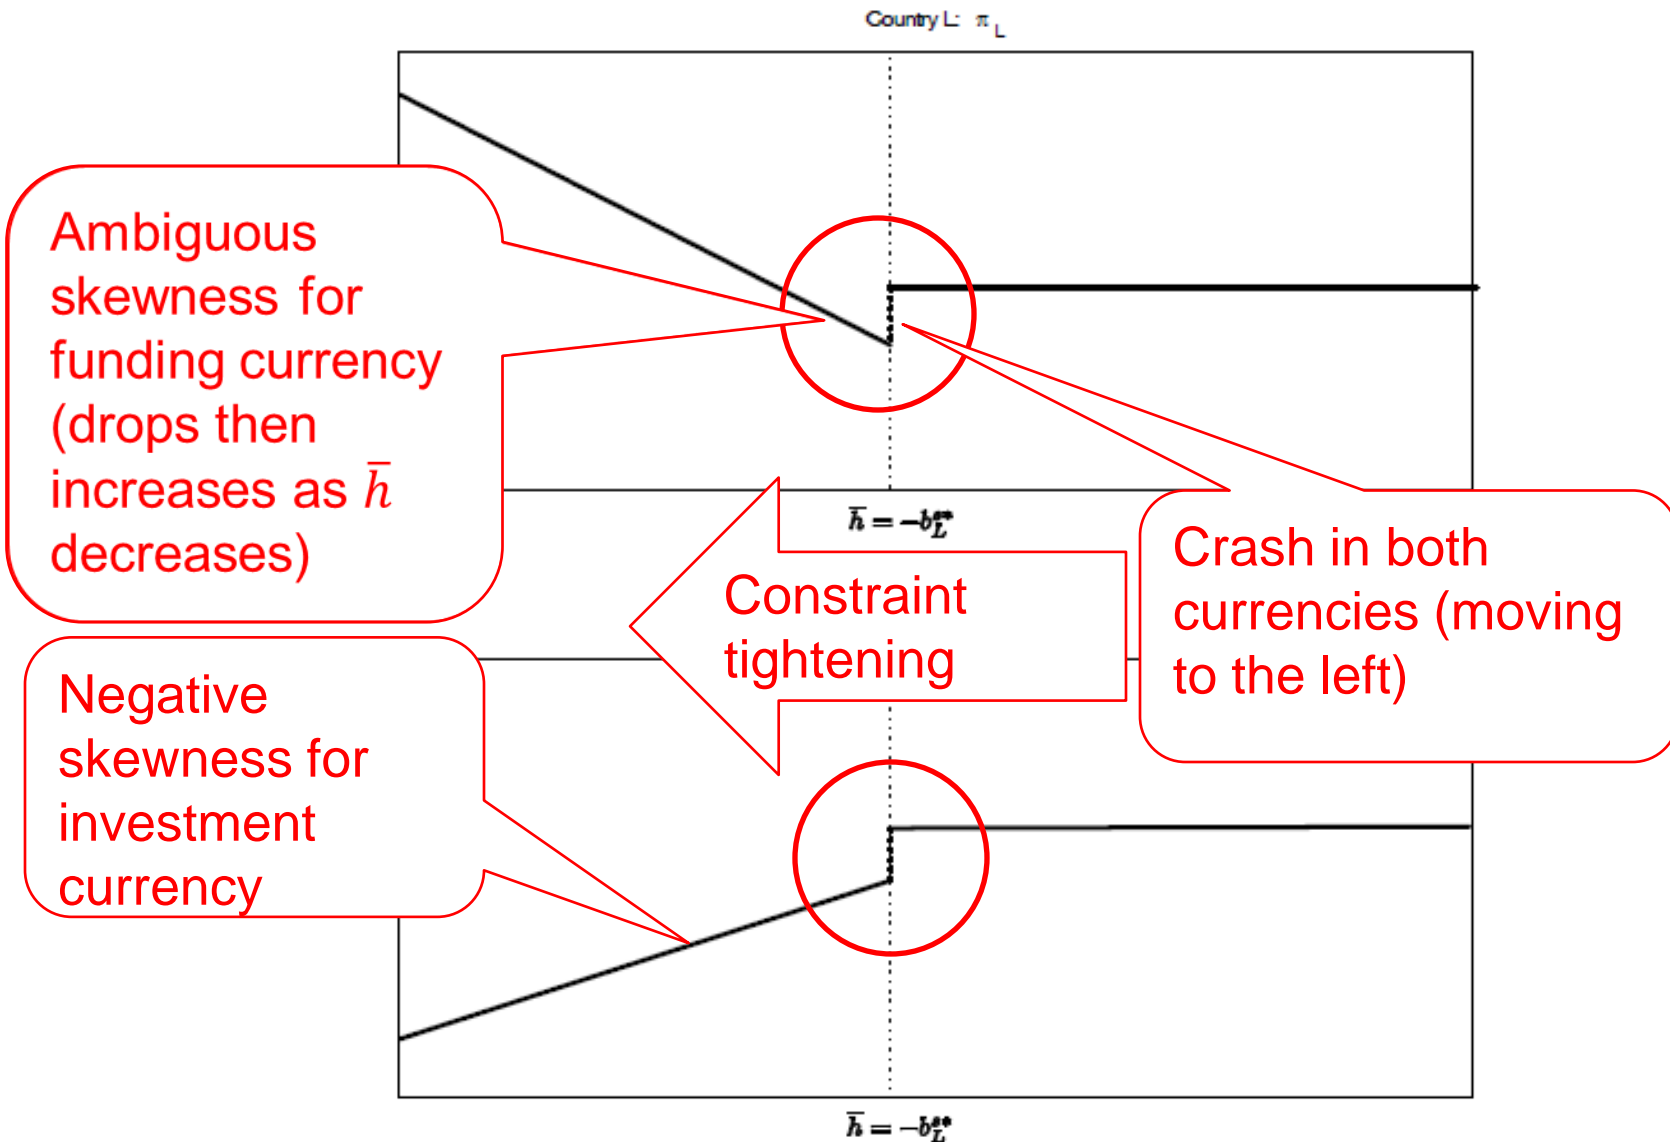 Country L: π_L
Ambiguous
skewness for
funding currency
(drops then
increases as h̄
decreases)
h̄ = −b_L^{s*}
Constraint
tightening
Crash in both
currencies (moving
to the left)
Negative
skewness for
investment
currency
h̄ = −b_L^{s*}